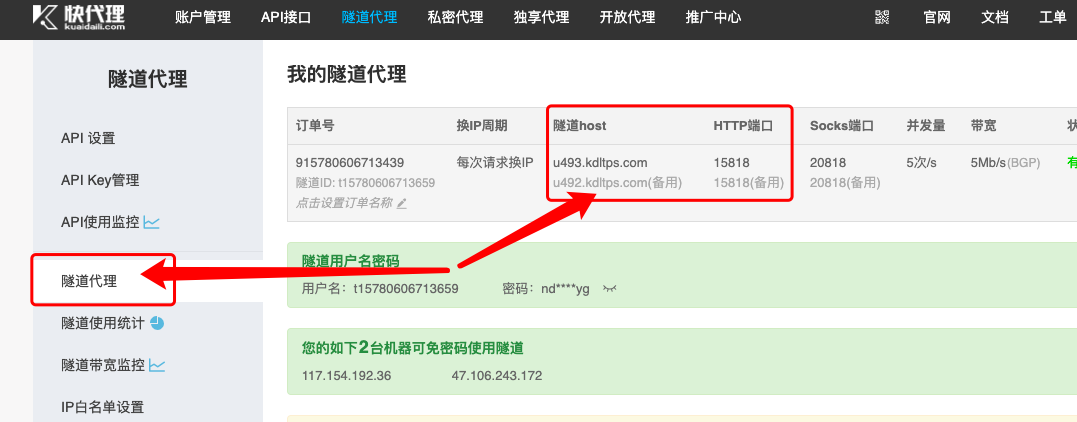 快代理
kuaidaili.com
账户管理 API接口 隧道代理 私密代理 独享代理 开放代理 推广中心 官网 文档 工单
隧道代理
API 设置
API Key管理
API使用监控
隧道代理
隧道使用统计
隧道带宽监控
IP白名单设置
我的隧道代理
订单号 换IP周期 隧道host HTTP端口 Socks端口 并发量 带宽
915780606713439 每次请求换IP u493.kdltps.com 15818 20818 5次/s 5Mb/s(BGP) 有
隧道ID: t15780606713659 u492.kdltps.com(备用) 15818(备用) 20818(备用)
点击设置订单名称
隧道用户名密码
用户名：t15780606713659 密码：nd****yg
您的如下2台机器可免密码使用隧道
117.154.192.36 47.106.243.172